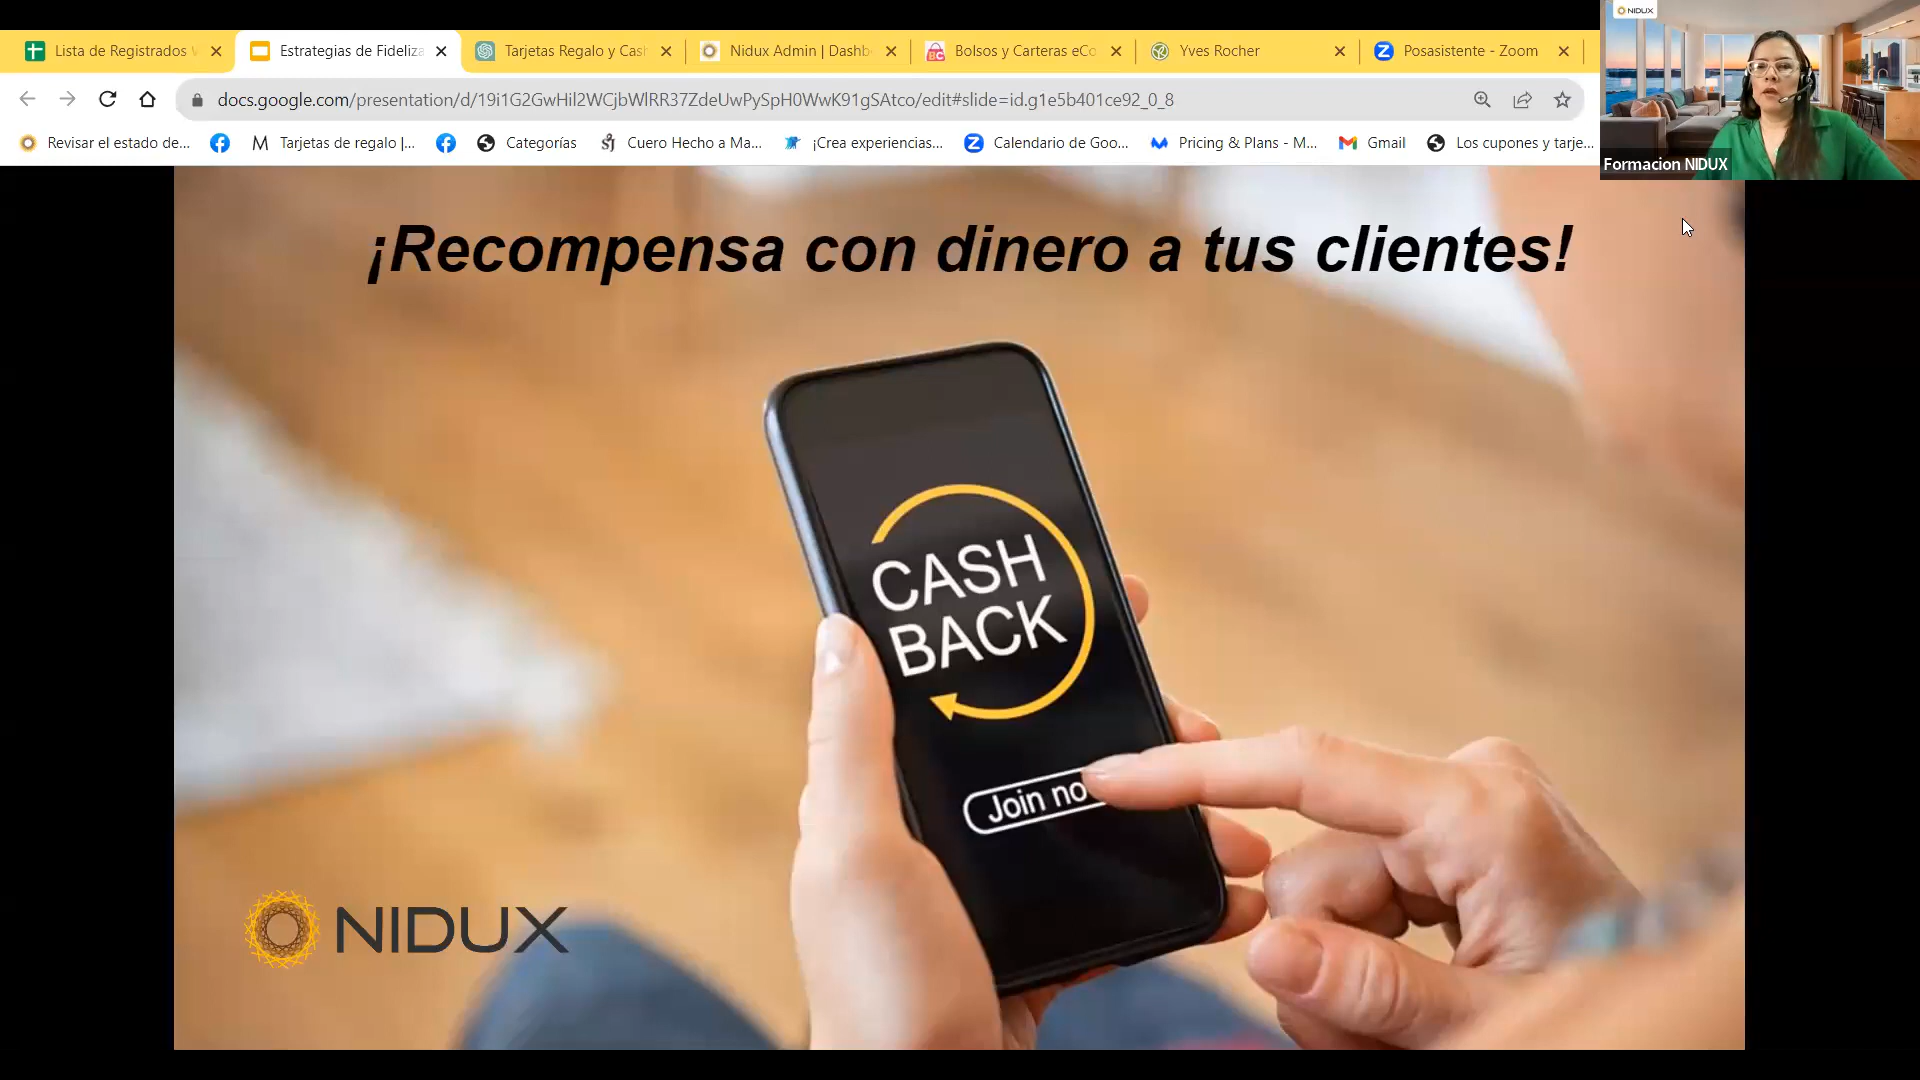 Lista de Registrados
Estrategias de Fideliza
Tarjetas Regalo y Cash
Nidux Admin | Dashb
Bolsos y Carteras eCo
Yves Rocher
Posasistente - Zoom
docs.google.com/presentation/d/19i1G2GwHil2WCjbWlRR37ZdeUwPySpH0WwK91gSAtco/edit#slide=id.g1e5b401ce92_0_8
Revisar el estado de...
Tarjetas de regalo |...
Categorías
Cuero Hecho a Ma...
¡Crea experiencias...
Calendario de Goo...
Pricing & Plans - M...
Gmail
Los cupones y tarje...
NIDUX
Formacion NIDUX
¡Recompensa con dinero a tus clientes!
CASH
BACK
Join no
NIDUX